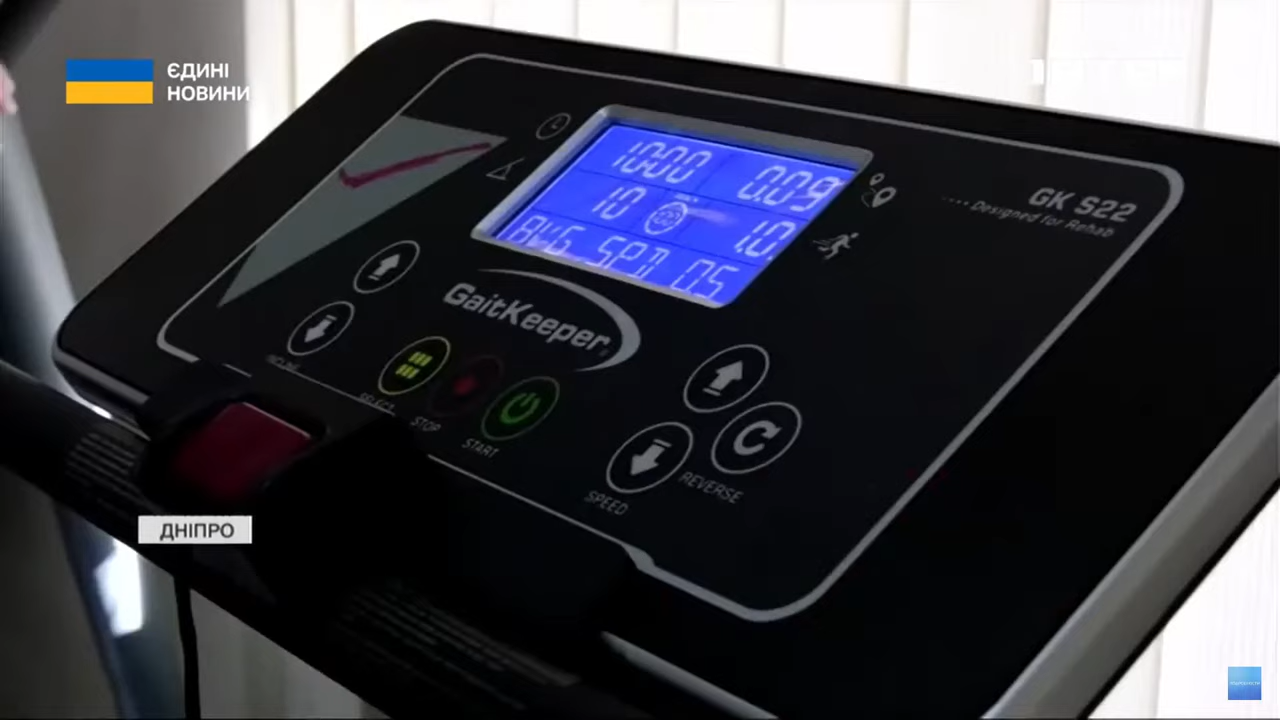 ЄДИНІ
НОВИНИ
10:00 0.09
10 1.0
AVG SPD 0.5
GK S22
Designed for Rehab
GaitKeeper
INCLINE
SELECT
STOP
START
SPEED
REVERSE
ДНІПРО